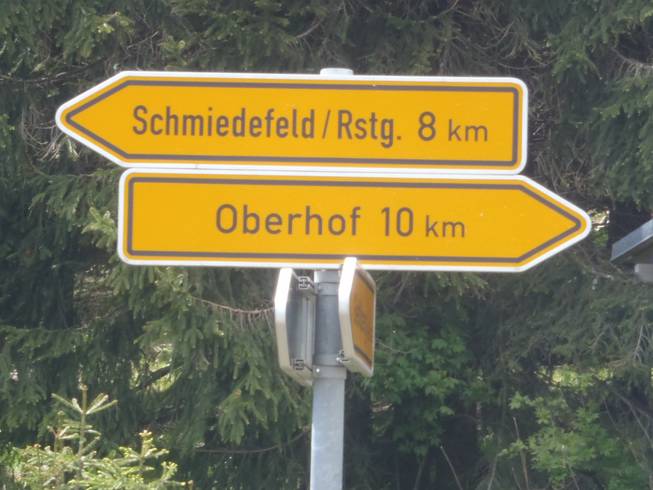 Schmiedefeld/Rstg. 8 km
Oberhof 10 km